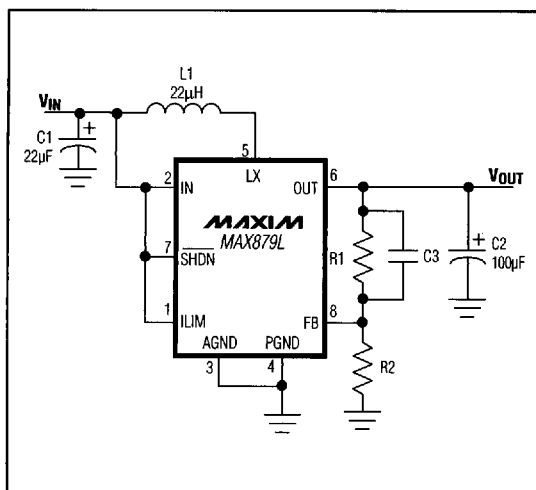 L1
22µH
VIN
C1
+
22µF
5
LX
2
IN
OUT
6
VOUT
MAXIM
MAX879L
7
SHDN
R1
C3
+
C2
100µF
1
ILIM
FB
8
AGND
PGND
3
4
R2